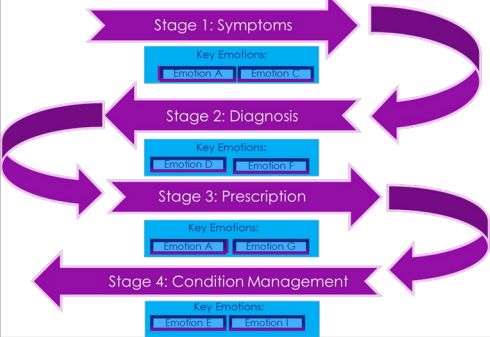 Stage 1: Symptoms
Key Emotions:
Emotion A Emotion C
Stage 2: Diagnosis
Key Emotions:
Emotion D Emotion F
Stage 3: Prescription
Key Emotions:
Emotion A Emotion G
Stage 4: Condition Management
Key Emotions:
Emotion E Emotion I